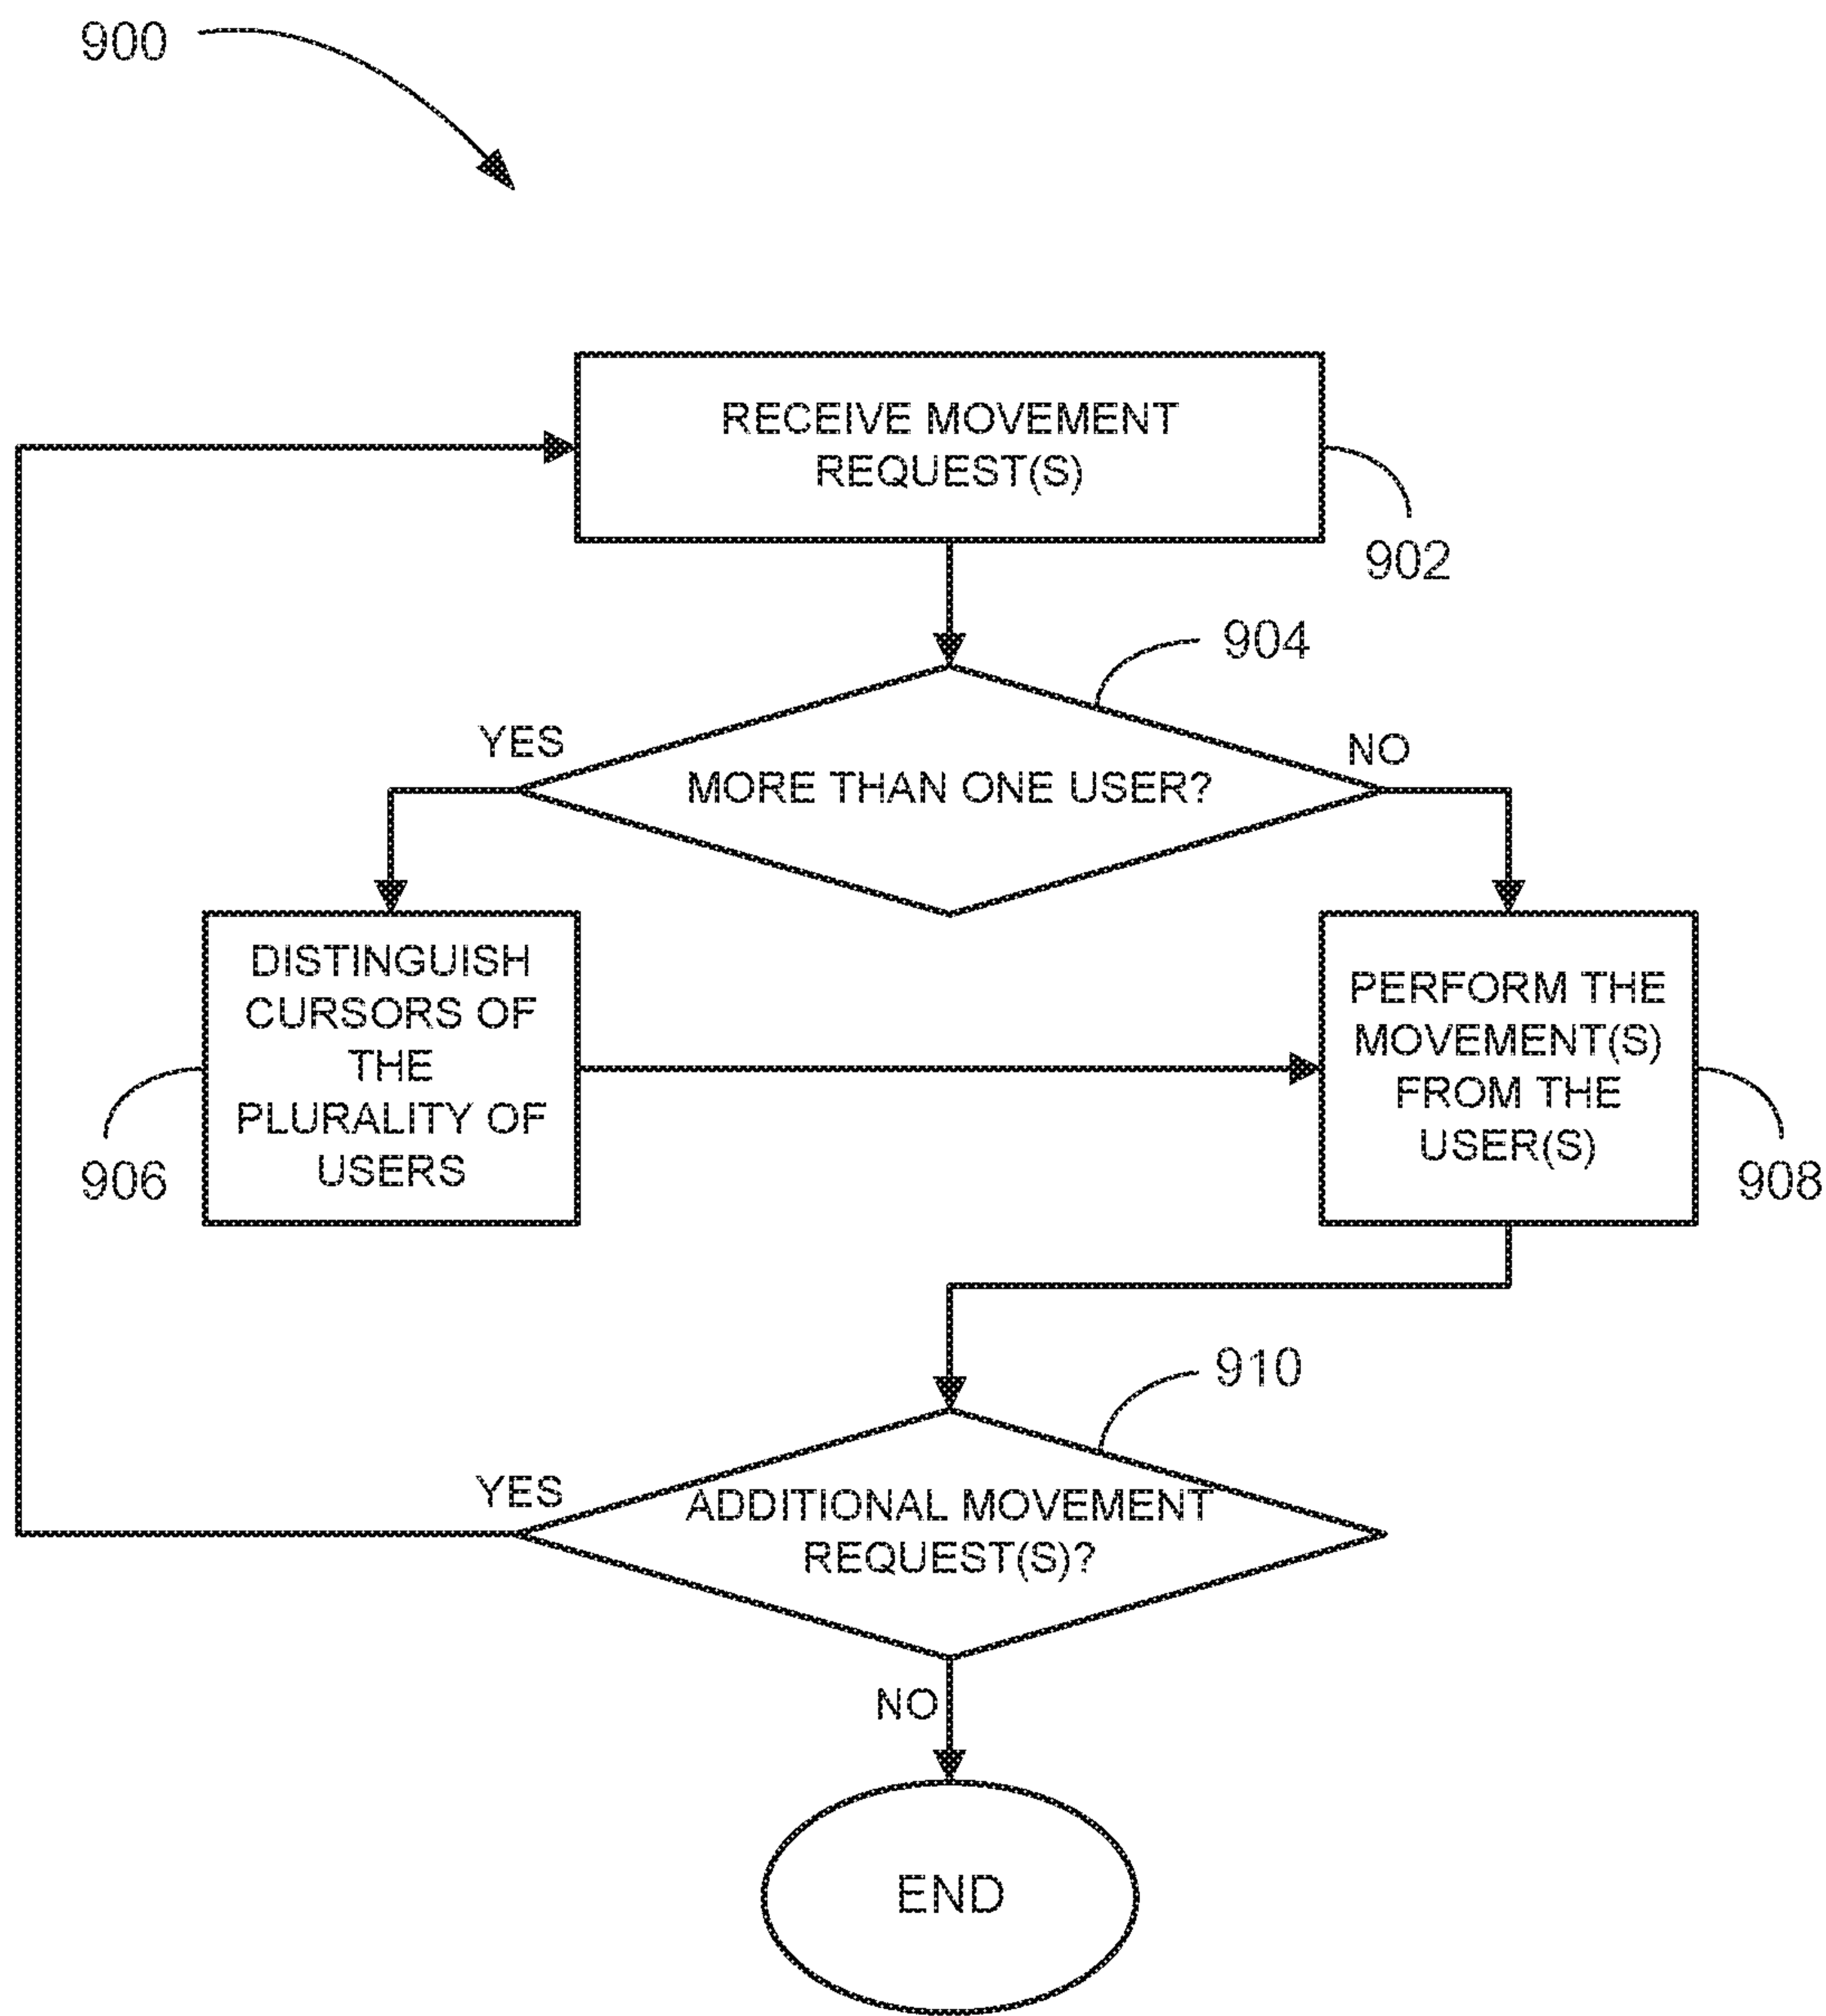 900
RECEIVE MOVEMENT
REQUEST(S)
902
904
YES
NO
MORE THAN ONE USER?
DISTINGUISH
CURSORS OF
THE
PLURALITY OF
USERS
906
PERFORM THE
MOVEMENT(S)
FROM THE
USER(S)
908
910
YES
ADDITIONAL MOVEMENT
REQUEST(S)?
NO
END